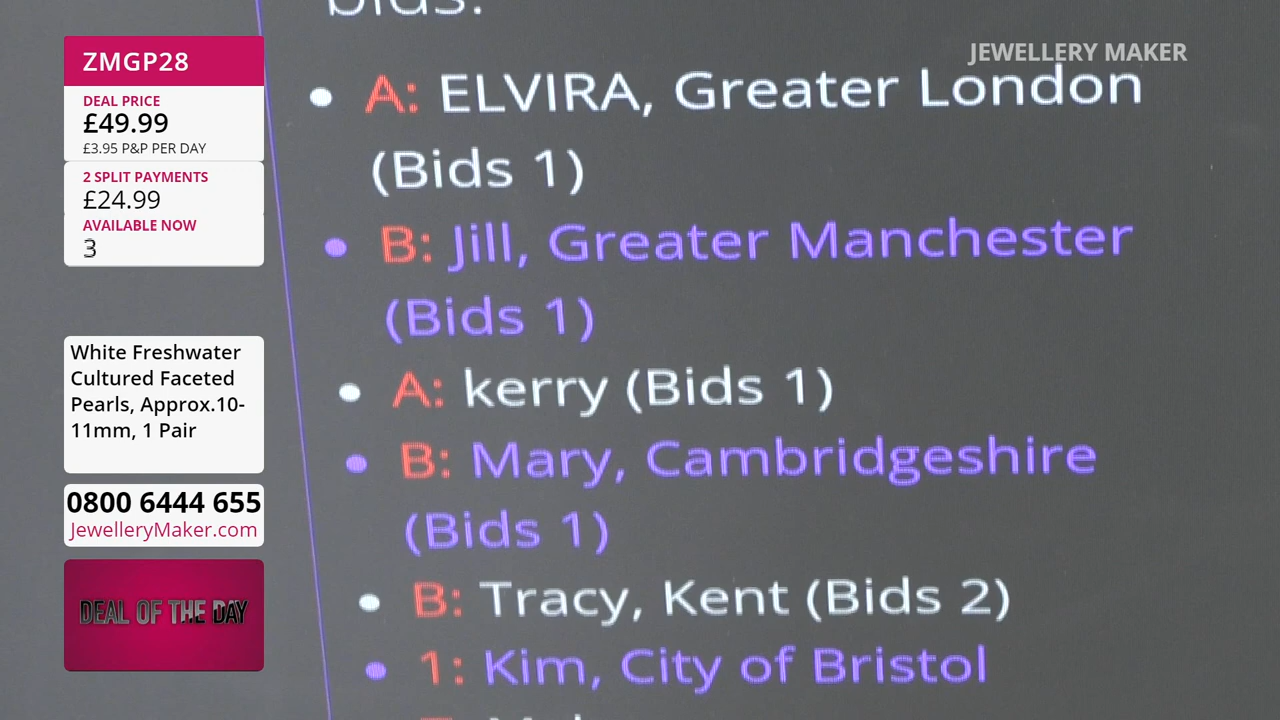 ZMGP28
DEAL PRICE
£49.99
£3.95 P&P PER DAY
2 SPLIT PAYMENTS
£24.99
AVAILABLE NOW
3
White Freshwater
Cultured Faceted
Pearls, Approx.10-
11mm, 1 Pair
0800 6444 655
JewelleryMaker.com
DEAL OF THE DAY
JEWELLERY MAKER
bids:
• A: ELVIRA, Greater London
(Bids 1)
• B: Jill, Greater Manchester
(Bids 1)
• A: kerry (Bids 1)
• B: Mary, Cambridgeshire
(Bids 1)
• B: Tracy, Kent (Bids 2)
• 1: Kim, City of Bristol